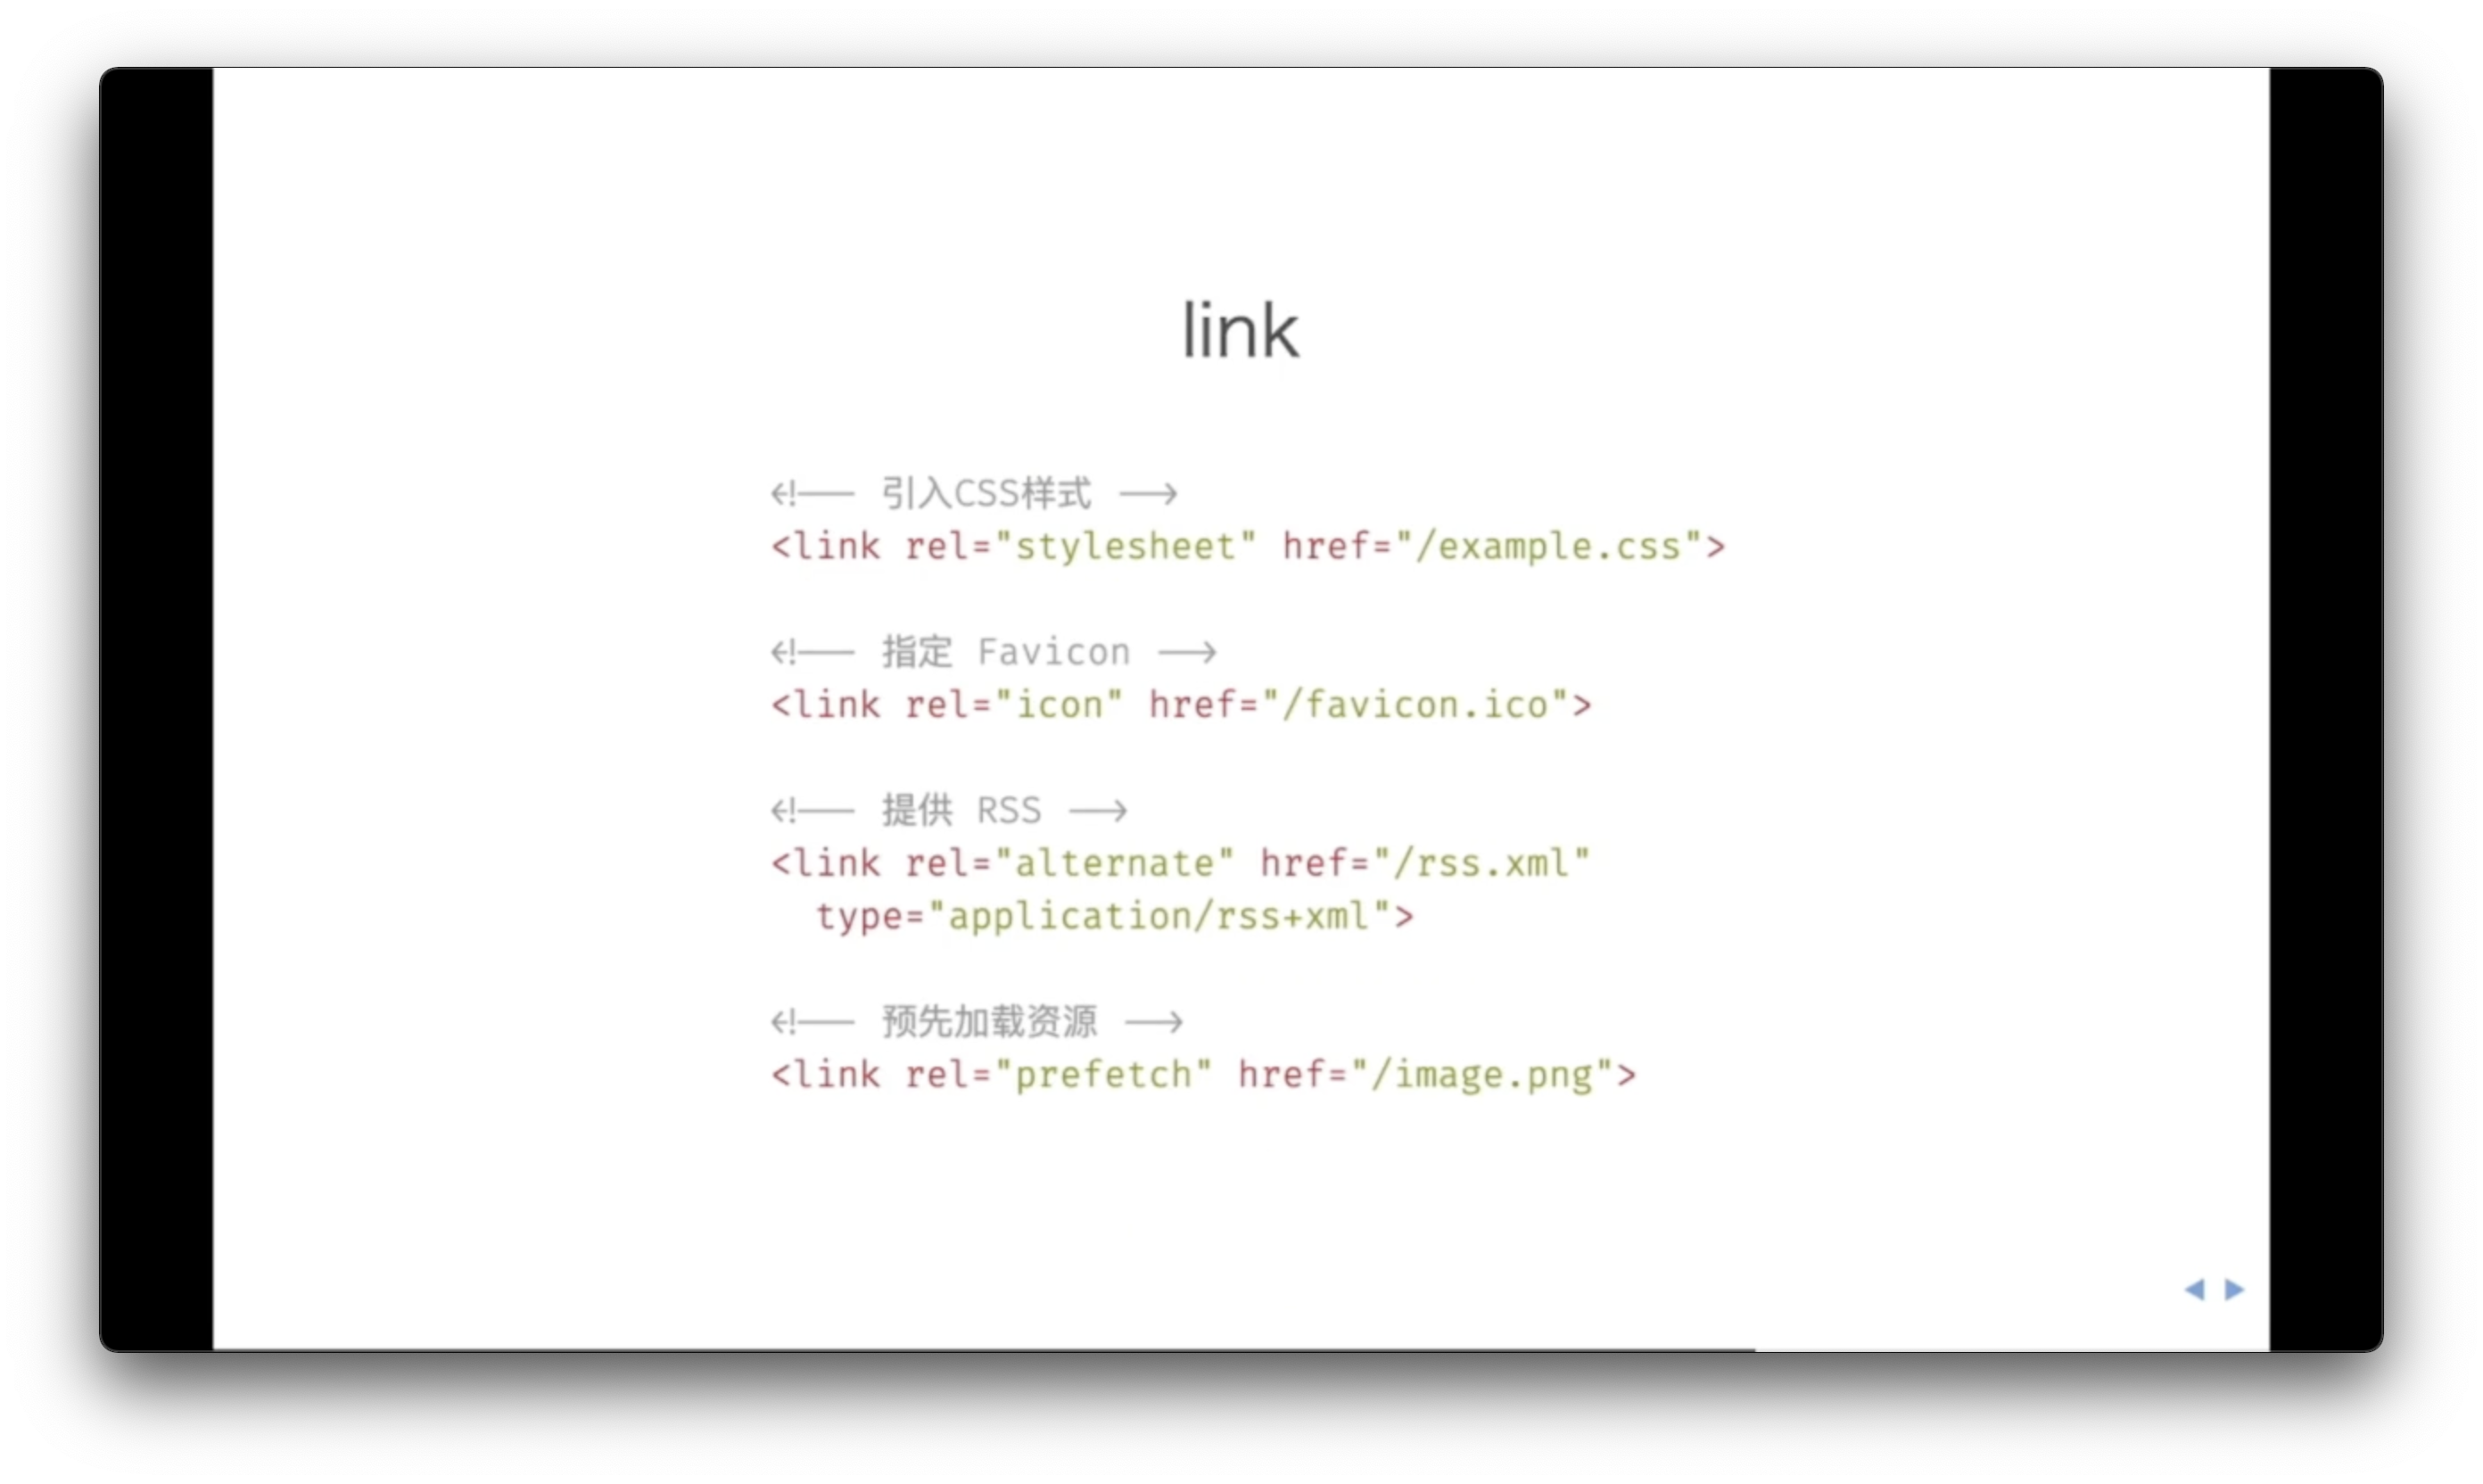 link
<!-- 引入CSS样式 -->
<link rel="stylesheet" href="/example.css">
<!-- 指定 Favicon -->
<link rel="icon" href="/favicon.ico">
<!-- 提供 RSS -->
<link rel="alternate" href="/rss.xml"
type="application/rss+xml">
<!-- 预先加载资源 -->
<link rel="prefetch" href="/image.png">